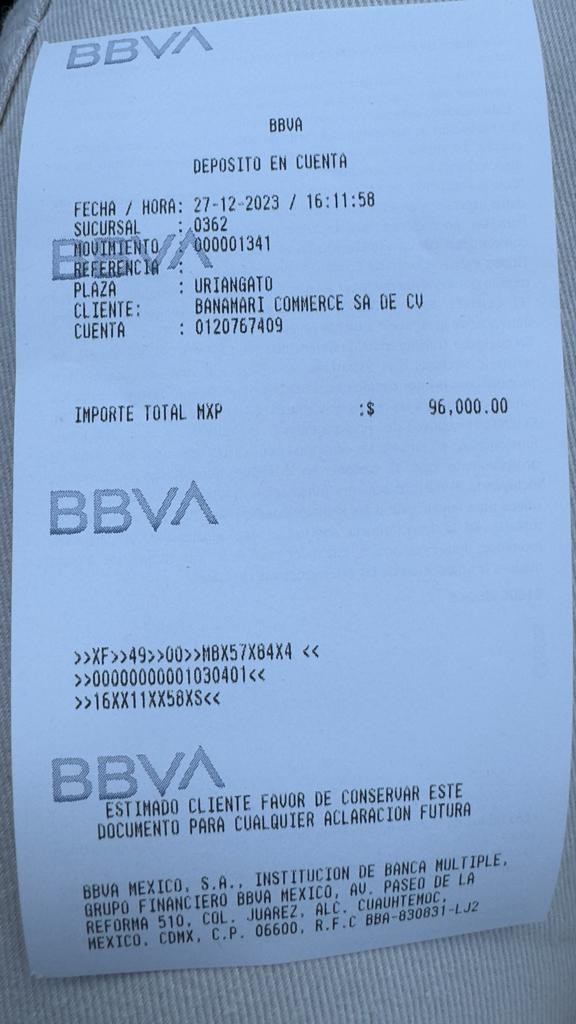 BBVA
BBVA
DEPOSITO EN CUENTA
FECHA / HORA: 27-12-2023 / 16:11:58
SUCURSAL : 0362
MOVIMIENTO : 000001341
BBVA
REFERENCIA :
PLAZA : URIANGATO
CLIENTE: BANAMARI COMMERCE SA DE CV
CUENTA : 0120767409
IMPORTE TOTAL MXP :$ 96,000.00
BBVA
>>XF>>49>>00>>MBX57X84X4 <<
>>00000000001030401<<
>>16XX11XX58XS<<
BBVA
ESTIMADO CLIENTE FAVOR DE CONSERVAR ESTE
DOCUMENTO PARA CUALQUIER ACLARACION FUTURA
BBVA MEXICO, S.A., INSTITUCION DE BANCA MULTIPLE,
GRUPO FINANCIERO BBVA MEXICO, AV. PASEO DE LA
REFORMA 510, COL. JUAREZ, ALC. CUAUHTEMOC,
MEXICO. CDMX, C.P. 06600, R.F.C BBA-830831-LJ2